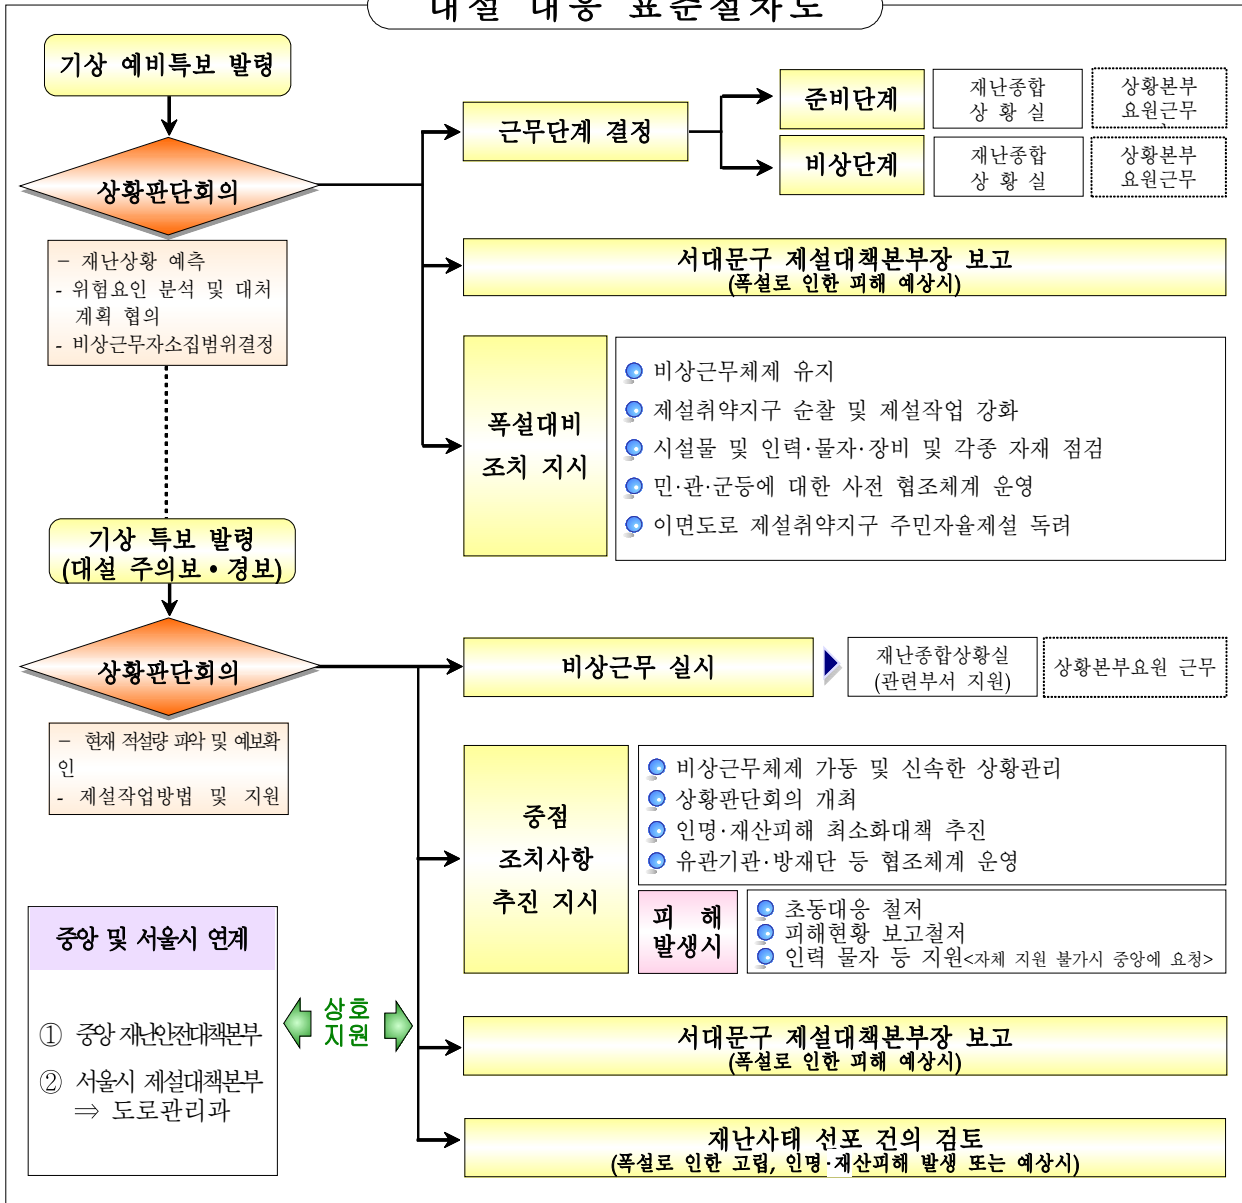 대설 대응 표준절차도
기상 예비특보 발령
상황판단회의
- 재난상황 예측
- 위험요인 분석 및 대처
계획 협의
- 비상근무자소집범위결정
근무단계 결정
준비단계
재난종합
상 황 실
상황본부
요원근무
비상단계
재난종합
상 황 실
상황본부
요원근무
서대문구 제설대책본부장 보고
(폭설로 인한 피해 예상시)
폭설대비
조치 지시
비상근무체제 유지
제설취약지구 순찰 및 제설작업 강화
시설물 및 인력·물자·장비 및 각종 자재 점검
민·관·군등에 대한 사전 협조체계 운영
이면도로 제설취약지구 주민자율제설 독려
기상 특보 발령
(대설 주의보•경보)
상황판단회의
- 현재 적설량 파악 및 예보확
인
- 제설작업방법 및 지원
비상근무 실시
재난종합상황실
(관련부서 지원)
상황본부요원 근무
중점
조치사항
추진 지시
비상근무체제 가동 및 신속한 상황관리
상황판단회의 개최
인명·재산피해 최소화대책 추진
유관기관·방재단 등 협조체계 운영
피 해
발생시
초동대응 철저
피해현황 보고철저
인력 물자 등 지원<자체 지원 불가시 중앙에 요청>
중앙 및 서울시 연계
① 중앙 재난안전대책본부
② 서울시 제설대책본부
⇒ 도로관리과
상호
지원
서대문구 제설대책본부장 보고
(폭설로 인한 피해 예상시)
재난사태 선포 건의 검토
(폭설로 인한 고립, 인명·재산피해 발생 또는 예상시)